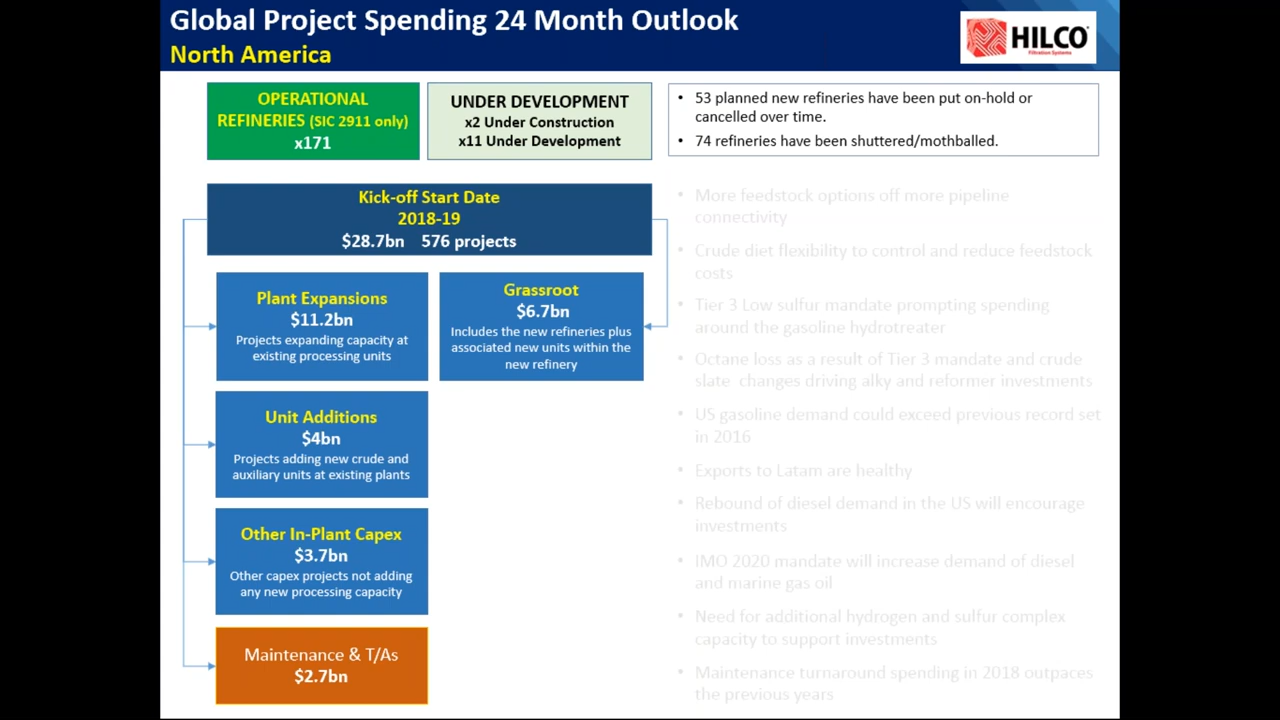 Global Project Spending 24 Month Outlook
North America
HILCO
Filtration Systems
OPERATIONAL
REFINERIES (SIC 2911 only)
x171
UNDER DEVELOPMENT
x2 Under Construction
x11 Under Development
• 53 planned new refineries have been put on-hold or
cancelled over time.
• 74 refineries have been shuttered/mothballed.
Kick-off Start Date
2018-19
$28.7bn 576 projects
Plant Expansions
$11.2bn
Projects expanding capacity at
existing processing units
Grassroot
$6.7bn
Includes the new refineries plus
associated new units within the
new refinery
Unit Additions
$4bn
Projects adding new crude and
auxiliary units at existing plants
Other In-Plant Capex
$3.7bn
Other capex projects not adding
any new processing capacity
Maintenance & T/As
$2.7bn
• More feedstock options off more pipeline
connectivity
• Crude diet flexibility to control and reduce feedstock
costs
• Tier 3 Low sulfur mandate prompting spending
around the gasoline hydrotreater
• Octane loss as a result of Tier 3 mandate and crude
slate changes driving alky and reformer investments
• US gasoline demand could exceed previous record set
in 2016
• Exports to Latam are healthy
• Rebound of diesel demand in the US will encourage
investments
• IMO 2020 mandate will increase demand of diesel
and marine gas oil
• Need for additional hydrogen and sulfur complex
capacity to support investments
• Maintenance turnaround spending in 2018 outpaces
the previous years